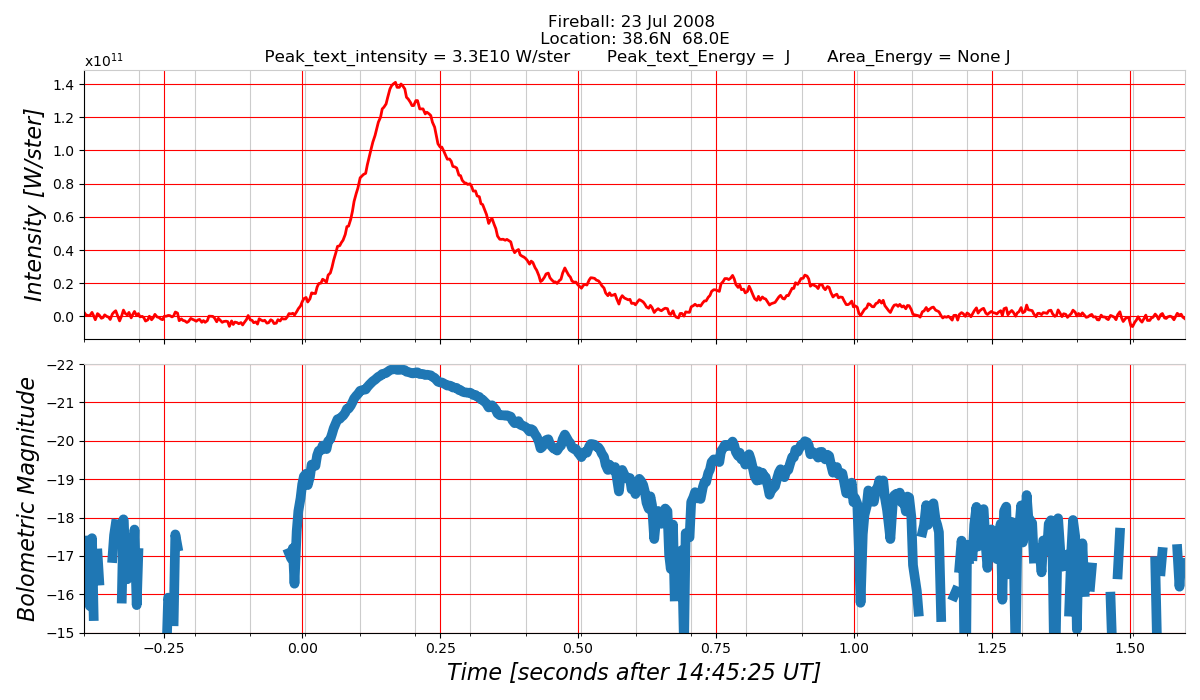 Fireball: 23 Jul 2008
Location: 38.6N 68.0E
Peak_text_intensity = 3.3E10 W/ster Peak_text_Energy = J Area_Energy = None J
x10¹¹
1.4
1.2
1.0
0.8
0.6
0.4
0.2
0.0
Intensity [W/ster]
−22
−21
−20
−19
−18
−17
−16
−15
Bolometric Magnitude
−0.25 0.00 0.25 0.50 0.75 1.00 1.25 1.50
Time [seconds after 14:45:25 UT]